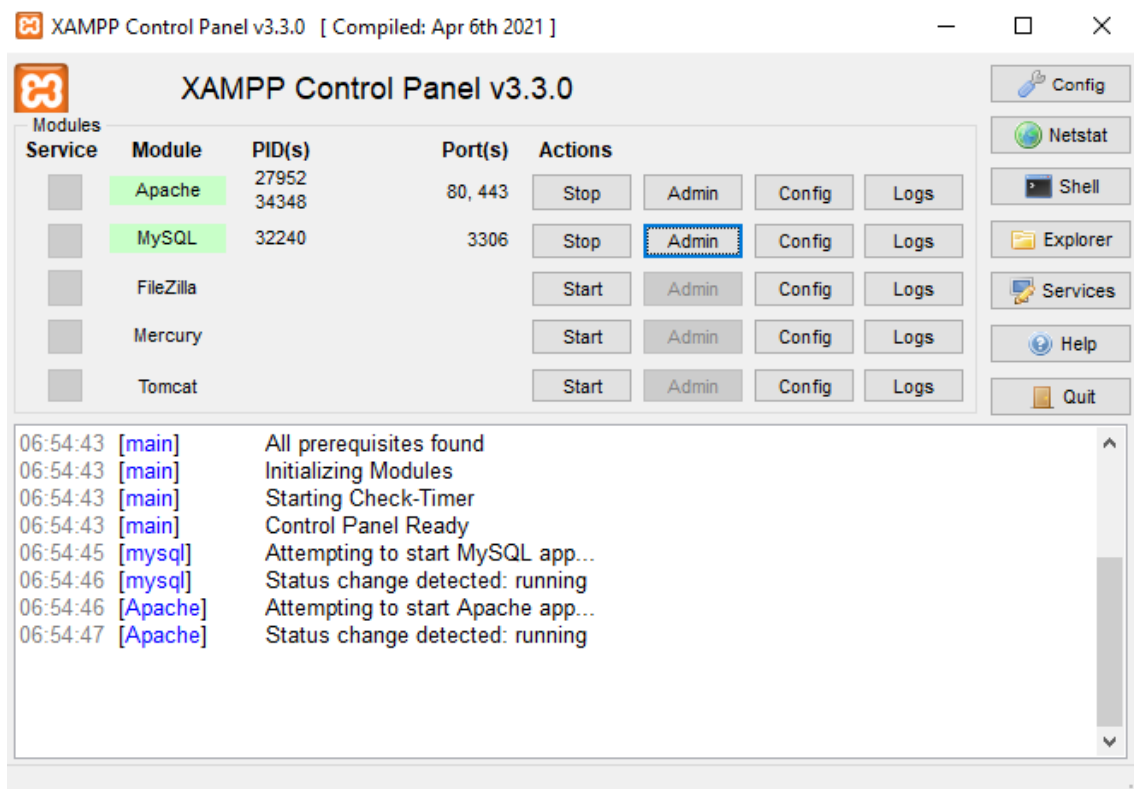 XAMPP Control Panel v3.3.0 [ Compiled: Apr 6th 2021 ]
XAMPP Control Panel v3.3.0
Config
Modules
Service Module PID(s) Port(s) Actions
Netstat
Apache 27952 34348 80, 443 Stop Admin Config Logs
Shell
MySQL 32240 3306 Stop Admin Config Logs
Explorer
FileZilla Start Admin Config Logs
Services
Mercury Start Admin Config Logs
Help
Tomcat Start Admin Config Logs
Quit
06:54:43 [main] All prerequisites found
06:54:43 [main] Initializing Modules
06:54:43 [main] Starting Check-Timer
06:54:43 [main] Control Panel Ready
06:54:45 [mysql] Attempting to start MySQL app...
06:54:46 [mysql] Status change detected: running
06:54:46 [Apache] Attempting to start Apache app...
06:54:47 [Apache] Status change detected: running